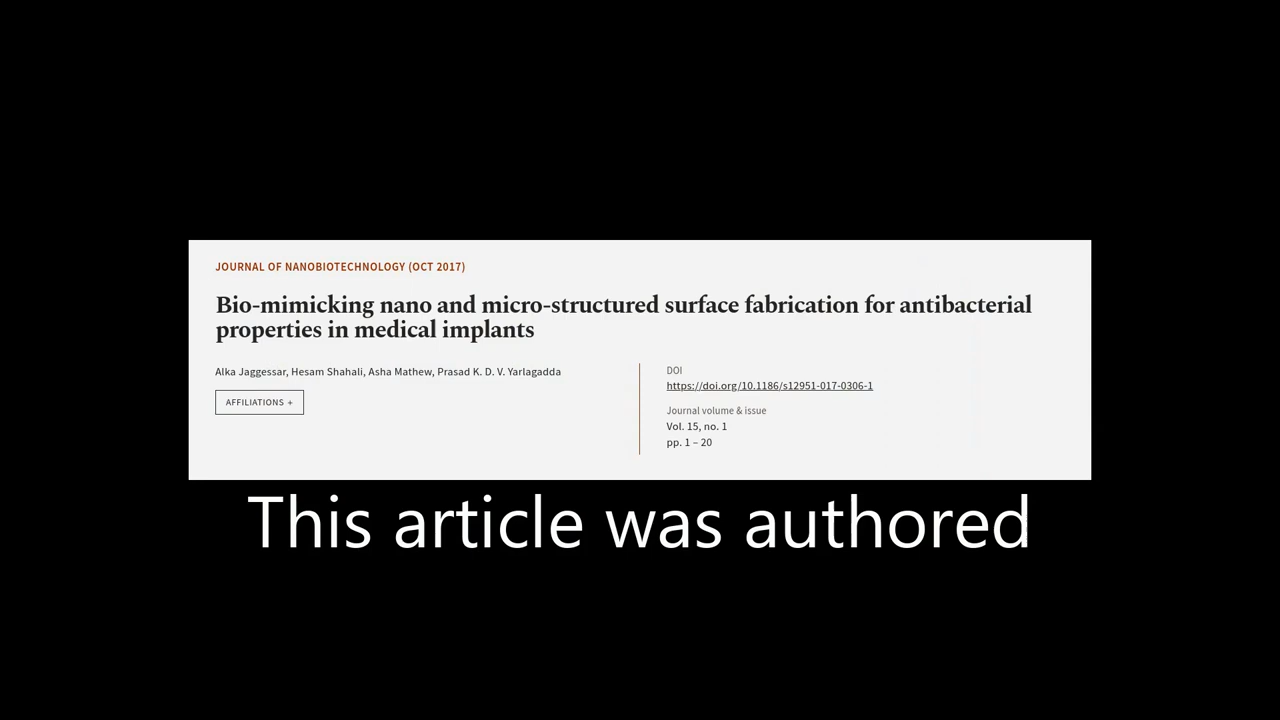 JOURNAL OF NANOBIOTECHNOLOGY (OCT 2017)
Bio-mimicking nano and micro-structured surface fabrication for antibacterial
properties in medical implants
Alka Jaggessar, Hesam Shahali, Asha Mathew, Prasad K. D. V. Yarlagadda
AFFILIATIONS +
DOI
https://doi.org/10.1186/s12951-017-0306-1
Journal volume & issue
Vol. 15, no. 1
pp. 1 – 20
This article was authored